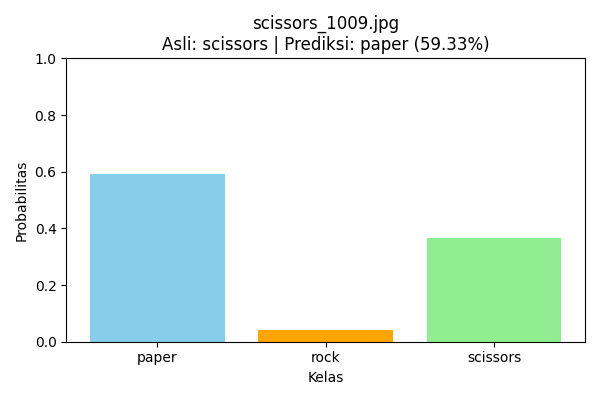 scissors_1009.jpg
Asli: scissors | Prediksi: paper (59.33%)
1.0
0.8
0.6
0.4
0.2
0.0
Probabilitas
paper rock scissors
Kelas